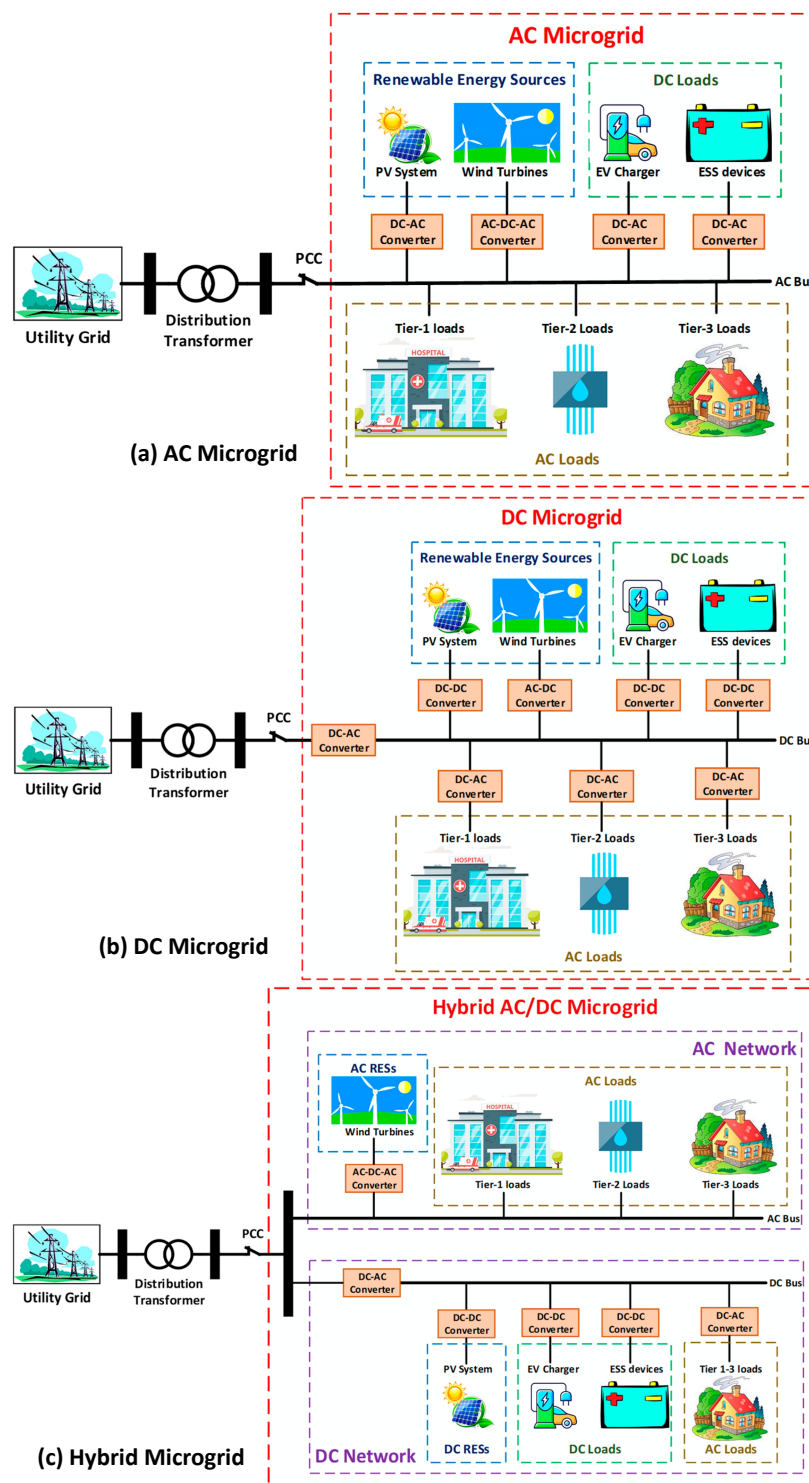 AC Microgrid
Renewable Energy Sources
DC Loads
PV System
Wind Turbines
EV Charger
ESS devices
DC-AC
Converter
AC-DC-AC
Converter
DC-AC
Converter
DC-AC
Converter
PCC
AC Bu
Utility Grid
Distribution
Transformer
Tier-1 loads
Tier-2 Loads
Tier-3 Loads
HOSPITAL
AC Loads
(a) AC Microgrid
DC Microgrid
Renewable Energy Sources
DC Loads
PV System
Wind Turbines
EV Charger
ESS devices
DC-DC
Converter
AC-DC
Converter
DC-DC
Converter
DC-DC
Converter
PCC
DC-AC
Converter
DC Bu
Utility Grid
Distribution
Transformer
DC-AC
Converter
DC-AC
Converter
DC-AC
Converter
Tier-1 loads
Tier-2 Loads
Tier-3 Loads
HOSPITAL
AC Loads
(b) DC Microgrid
Hybrid AC/DC Microgrid
AC Network
AC RESs
Wind Turbines
AC-DC-AC
Converter
AC Loads
HOSPITAL
Tier-1 loads
Tier-2 Loads
Tier-3 Loads
AC Bus
PCC
Utility Grid
Distribution
Transformer
DC-AC
Converter
DC Bus
DC-DC
Converter
DC-DC
Converter
DC-DC
Converter
DC-AC
Converter
PV System
EV Charger
ESS devices
Tier 1-3 loads
DC RESs
DC Loads
AC Loads
DC Network
(c) Hybrid Microgrid